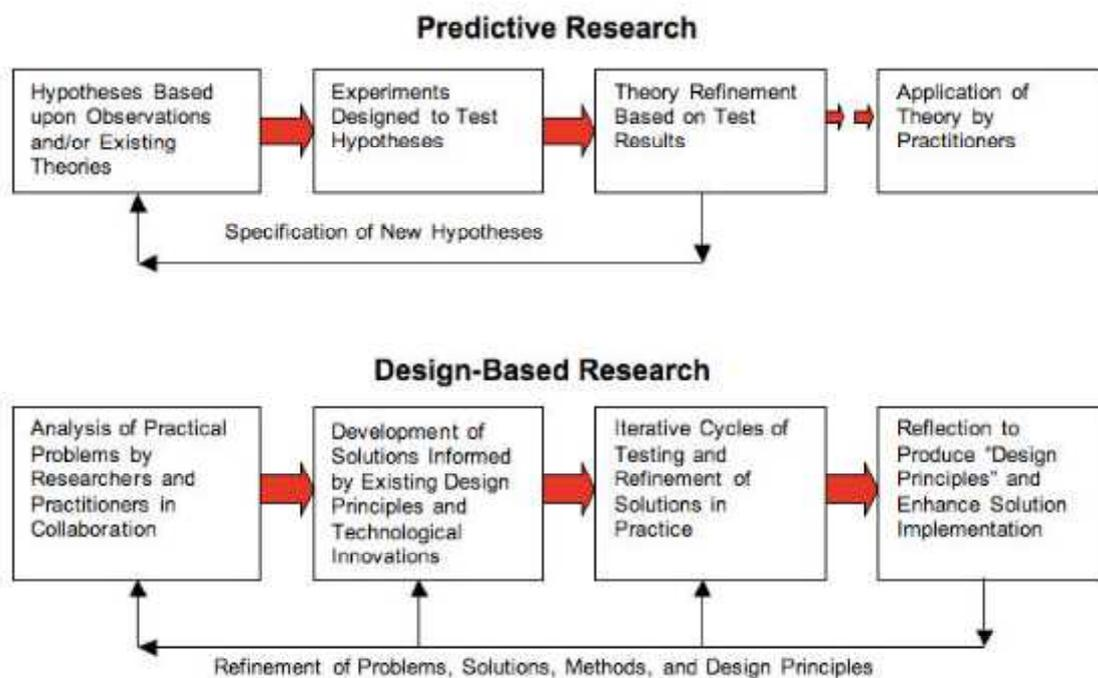 Predictive Research
Hypotheses Based
upon Observations
and/or Existing
Theories
Experiments
Designed to Test
Hypotheses
Theory Refinement
Based on Test
Results
Application of
Theory by
Practitioners
Specification of New Hypotheses
Design-Based Research
Analysis of Practical
Problems by
Researchers and
Practitioners in
Collaboration
Development of
Solutions Informed
by Existing Design
Principles and
Technological
Innovations
Iterative Cycles of
Testing and
Refinement of
Solutions in
Practice
Reflection to
Produce "Design
Principles" and
Enhance Solution
Implementation
Refinement of Problems, Solutions, Methods, and Design Principles